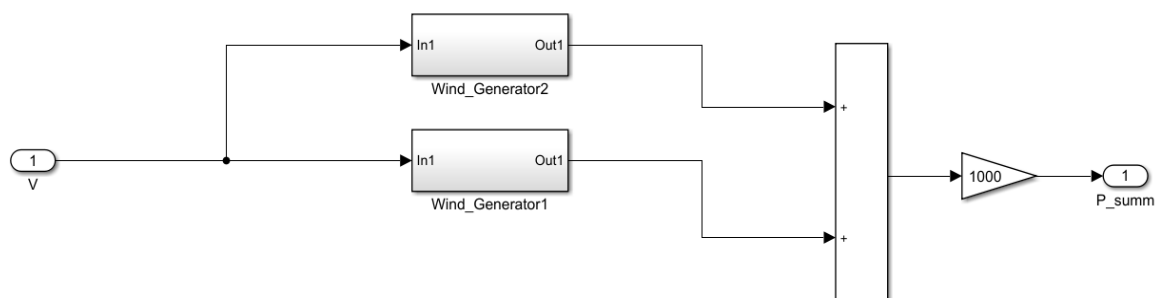 In1
Out1
Wind_Generator2
+
1
V
In1
Out1
Wind_Generator1
1000
1
P_summ
+